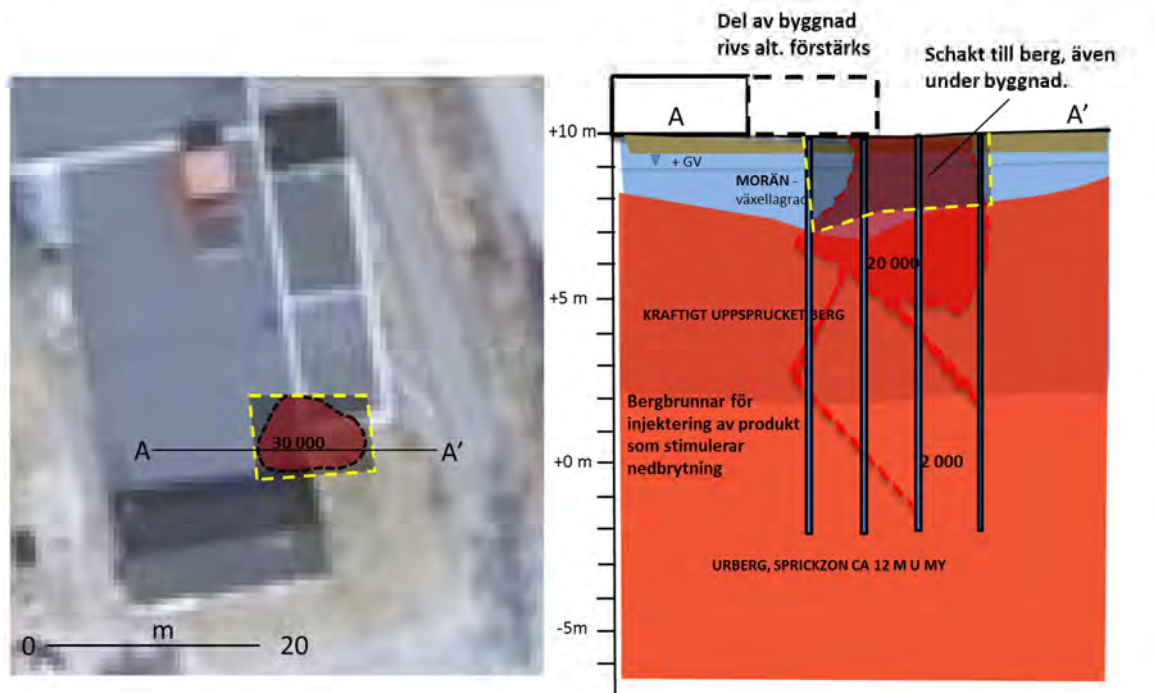 A
30 000
A'
m
0
20
Del av byggnad
rivs alt. förstärks
Schakt till berg, även
under byggnad.
A
A'
+10 m
+ GV
MORÄN -
växellagrad
20 000
+5 m
KRAFTIGT UPPSPRUCKET BERG
Bergbrunnar för
injektering av produkt
som stimulerar
nedbrytning
+0 m
2 000
URBERG, SPRICKZON CA 12 M U MY
-5m